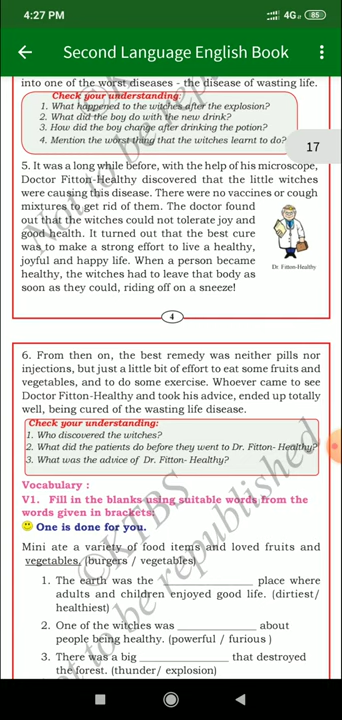 4:27 PM
4G
85
Second Language English Book
into one of the worst diseases - the disease of wasting life.
Check your understanding:
1. What happened to the witches after the explosion?
2. What did the boy do with the new drink?
3. How did the boy change after drinking the potion?
4. Mention the worst thing that the witches learnt to do?
17
5. It was a long while before, with the help of his microscope,
Doctor Fitton-Healthy discovered that the little witches
were causing this disease. There were no vaccines or cough
mixtures to get rid of them. The doctor found
out that the witches could not tolerate joy and
good health. It turned out that the best cure
was to make a strong effort to live a healthy,
joyful and happy life. When a person became
healthy, the witches had to leave that body as
soon as they could, riding off on a sneeze!
Dr. Fitton-Healthy
4
6. From then on, the best remedy was neither pills nor
injections, but just a little bit of effort to eat some fruits and
vegetables, and to do some exercise. Whoever came to see
Doctor Fitton-Healthy and took his advice, ended up totally
well, being cured of the wasting life disease.
Check your understanding:
1. Who discovered the witches?
2. What did the patients do before they went to Dr. Fitton- Healthy?
3. What was the advice of Dr. Fitton- Healthy?
Vocabulary :
V1. Fill in the blanks using suitable words from the
words given in brackets:
One is done for you.
Mini ate a variety of food items and loved fruits and
vegetables. (burgers / vegetables)
1. The earth was the ______ place where
adults and children enjoyed good life. (dirtiest/
healthiest)
2. One of the witches was ______ about
people being healthy. (powerful / furious )
3. There was a big ______ that destroyed
the forest. (thunder/ explosion)
©KTBS
Not to be republished